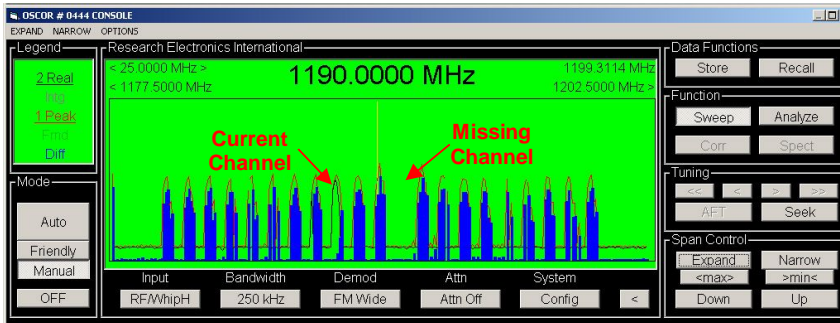 OSCOR # 0444 CONSOLE
EXPAND NARROW OPTIONS
Legend
2 Real
Intg
1 Peak
Frnd
Diff
Mode
Auto
Friendly
Manual
OFF
Research Electronics International
< 25.0000 MHz >
1190.0000 MHz
1199.3114 MHz
< 1177.5000 MHz
1202.5000 MHz >
Current
Channel
Missing
Channel
Input Bandwidth Demod Attn System
RF/WhipH 250 kHz FM Wide Attn Off Config <
Data Functions
Store Recall
Function
Sweep Analyze
Corr Spect
Tuning
<< < > >>
AFT Seek
Span Control
Expand Narrow
<max> >min<
Down Up